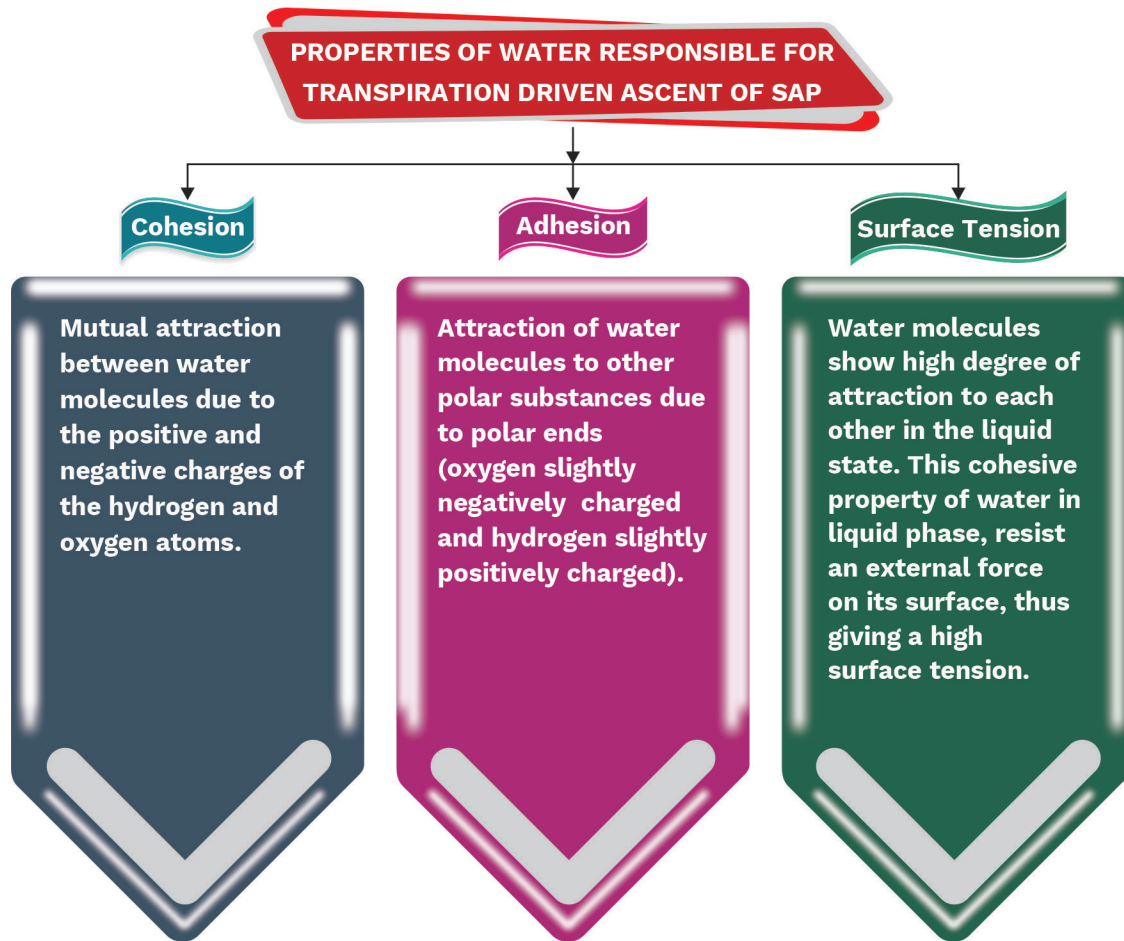 PROPERTIES OF WATER RESPONSIBLE FOR
TRANSPIRATION DRIVEN ASCENT OF SAP
Cohesion
Mutual attraction
between water
molecules due to
the positive and
negative charges of
the hydrogen and
oxygen atoms.
Adhesion
Attraction of water
molecules to other
polar substances due
to polar ends
(oxygen slightly
negatively charged
and hydrogen slightly
positively charged).
Surface Tension
Water molecules
show high degree of
attraction to each
other in the liquid
state. This cohesive
property of water in
liquid phase, resist
an external force
on its surface, thus
giving a high
surface tension.